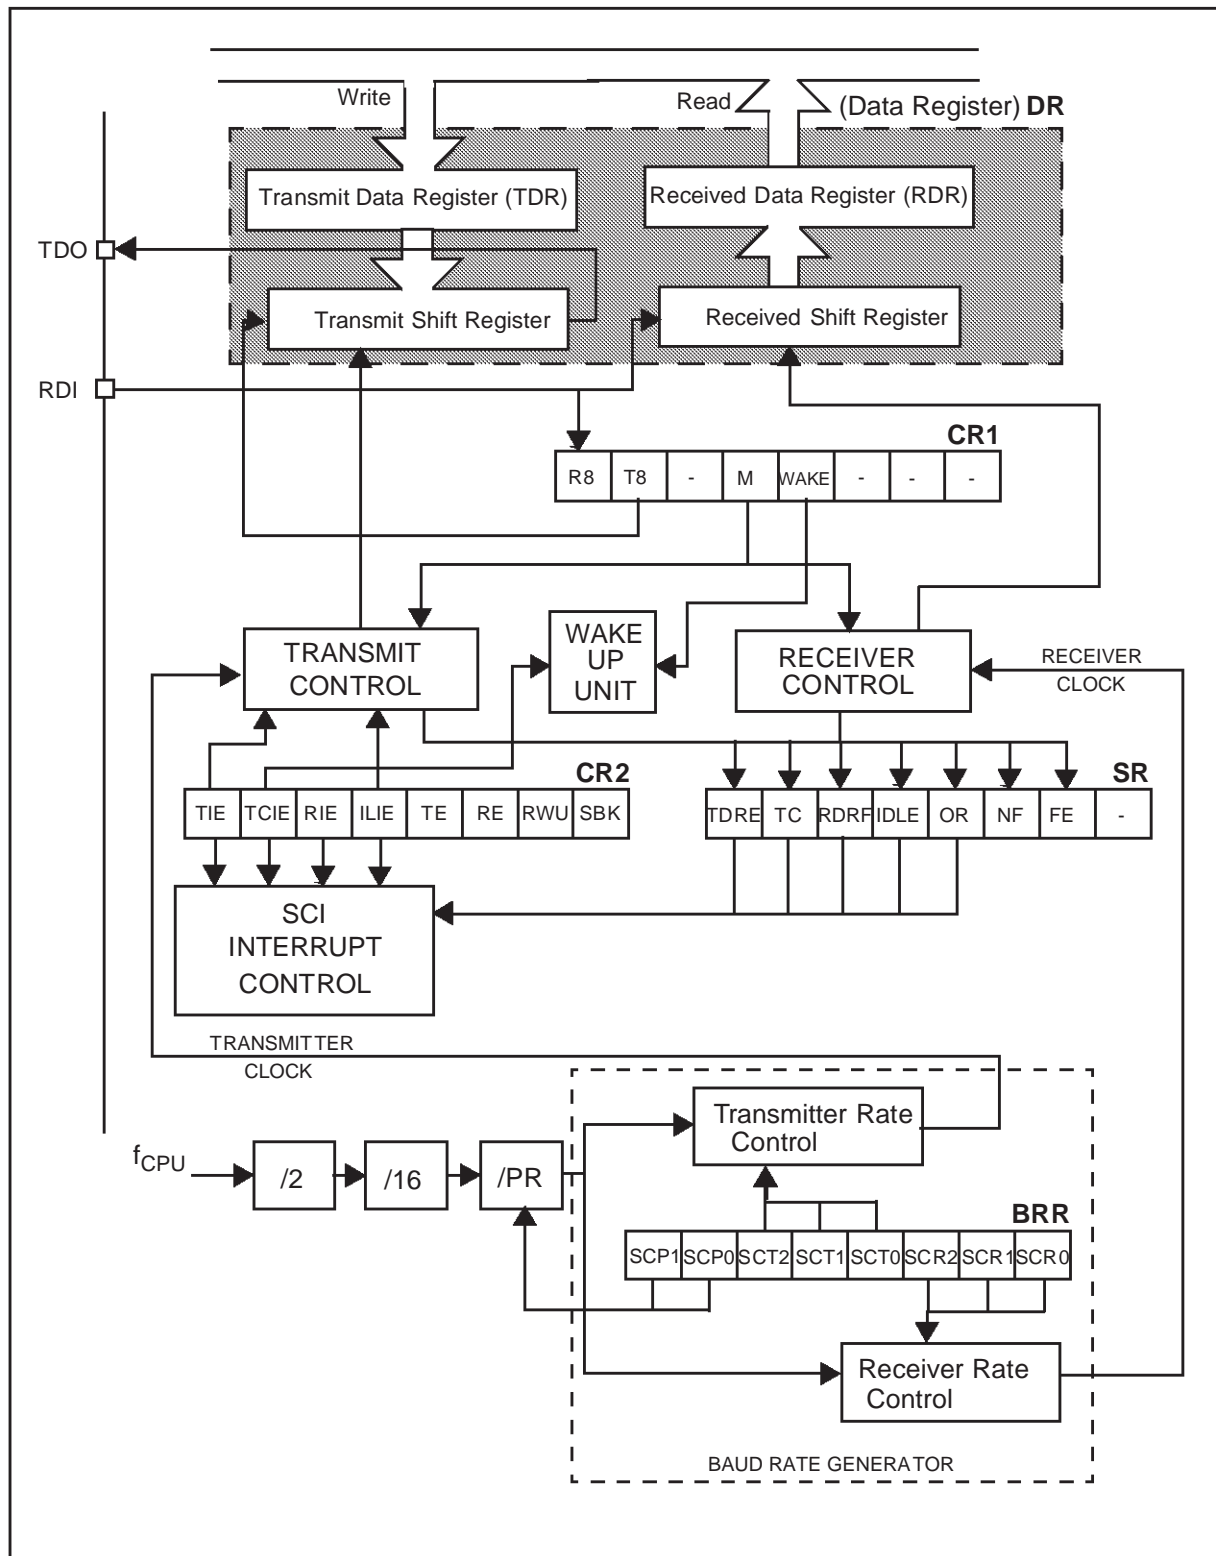 Write
Read
(Data Register) DR
Transmit Data Register (TDR)
Received Data Register (RDR)
TDO
Transmit Shift Register
Received Shift Register
RDI
CR1
R8 T8 - M WAKE - - -
TRANSMIT
CONTROL
WAKE
UP
UNIT
RECEIVER
CONTROL
RECEIVER
CLOCK
CR2
TIE TCIE RIE ILIE TE RE RWU SBK
SR
TDRE TC RDRF IDLE OR NF FE -
SCI
INTERRUPT
CONTROL
TRANSMITTER
CLOCK
Transmitter Rate
Control
fCPU
/2
/16
/PR
BRR
SCP1 SCP0 SCT2 SCT1 SCT0 SCR2 SCR1 SCR0
Receiver Rate
Control
BAUD RATE GENERATOR